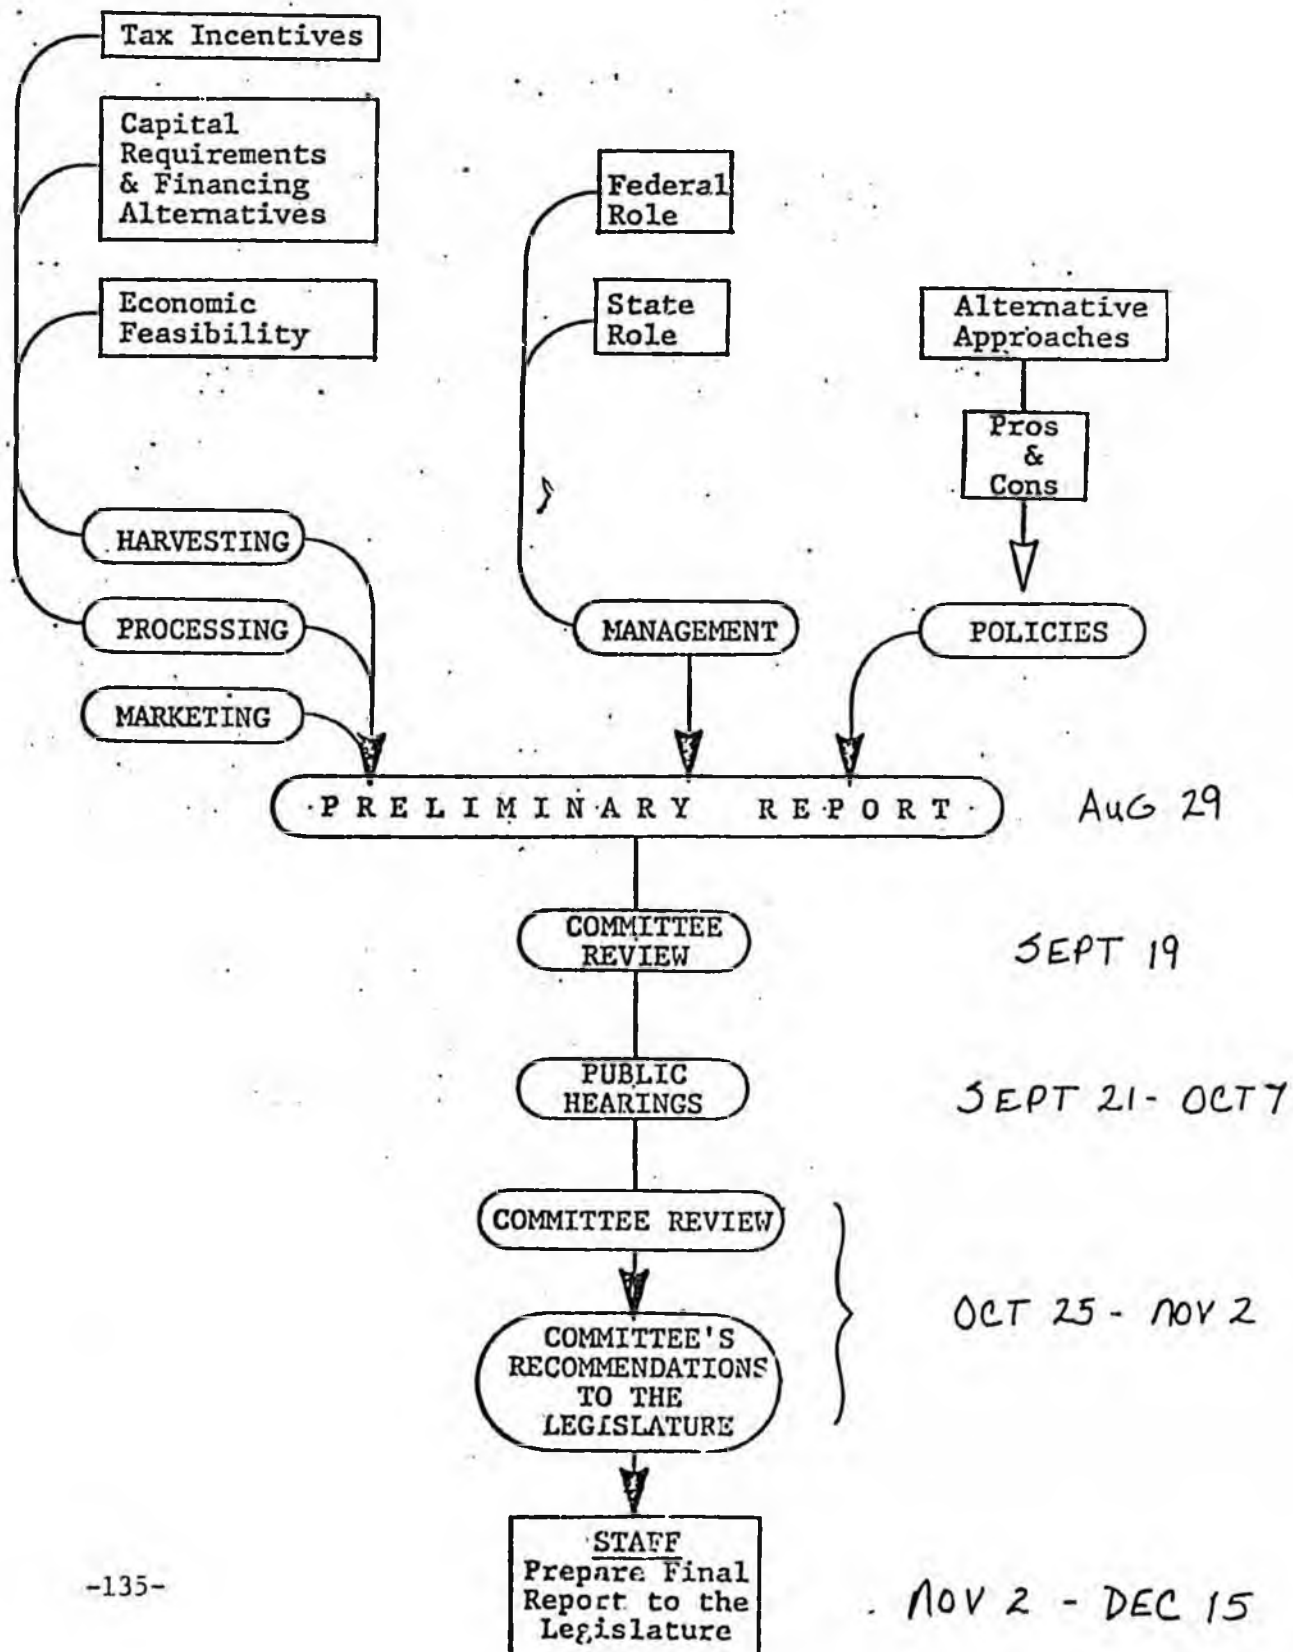 Tax Incentives
Capital
Requirements
& Financing
Alternatives
Economic
Feasibility
Federal
Role
State
Role
Alternative
Approaches
Pros
&
Cons
HARVESTING
PROCESSING
MARKETING
MANAGEMENT
POLICIES
PRELIMINARY REPORT
AUG 29
COMMITTEE
REVIEW
SEPT 19
PUBLIC
HEARINGS
SEPT 21 - OCT 7
COMMITTEE REVIEW
COMMITTEE'S
RECOMMENDATIONS
TO THE
LEGISLATURE
OCT 25 - NOV 2
STAFF
Prepare Final
Report to the
Legislature
NOV 2 - DEC 15
-135-